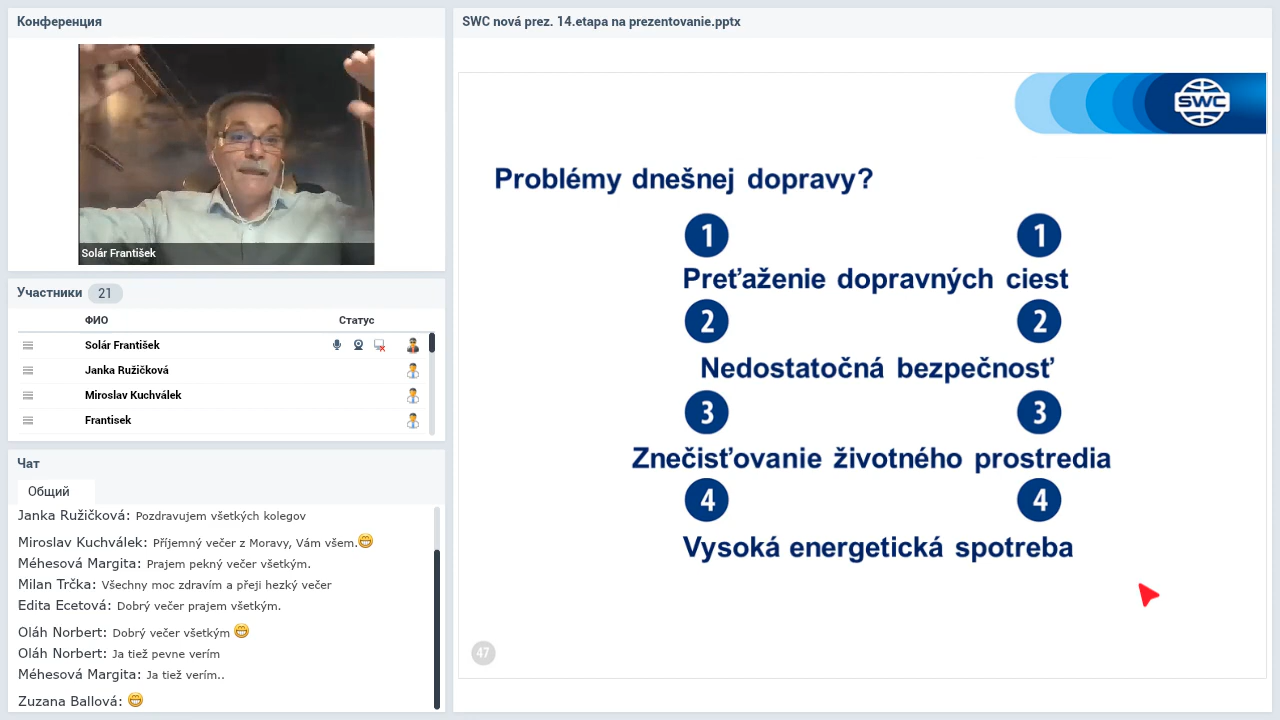 Конференция
Solár František
Участники 21
ФИО Статус
Solár František
Janka Ružičková
Miroslav Kuchválek
Frantisek
Чат
Общий
Janka Ružičková: Pozdravujem všetkých kolegov
Miroslav Kuchválek: Příjemný večer z Moravy, Vám všem.
Méhesová Margita: Prajem pekný večer všetkým.
Milan Trčka: Všechny moc zdravím a přeji hezký večer
Edita Ecetová: Dobrý večer prajem všetkým.
Oláh Norbert: Dobrý večer všetkým
Oláh Norbert: Ja tiež pevne verím
Méhesová Margita: Ja tiež verím..
Zuzana Ballová:
SWC nová prez. 14.etapa na prezentovanie.pptx
SWC
Problémy dnešnej dopravy?
1 1
Preťaženie dopravných ciest
2 2
Nedostatočná bezpečnosť
3 3
Znečisťovanie životného prostredia
4 4
Vysoká energetická spotreba
47